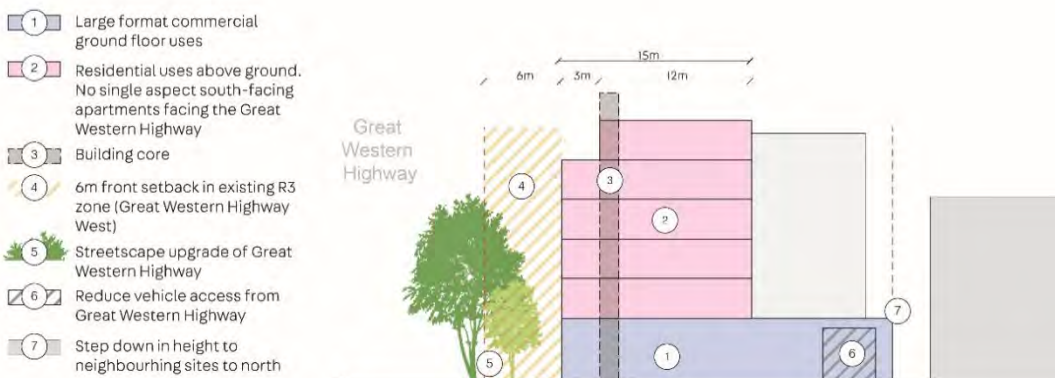 1 Large format commercial
ground floor uses
2 Residential uses above ground.
No single aspect south-facing
apartments facing the Great
Western Highway
3 Building core
4 6m front setback in existing R3
zone (Great Western Highway
West)
5 Streetscape upgrade of Great
Western Highway
6 Reduce vehicle access from
Great Western Highway
7 Step down in height to
neighbourhing sites to north
15m
6m 3m 12m
Great
Western
Highway
4
3
2
7
5
1
6